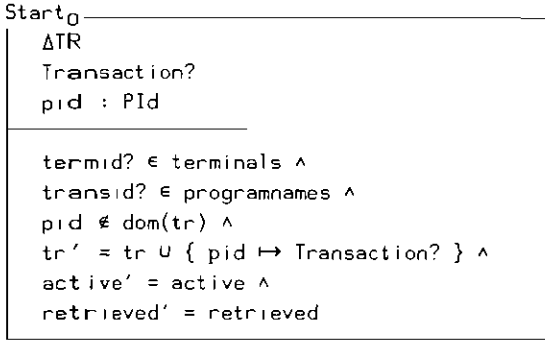 Start₀
ΔTR
Transaction?
pid : PId
termid? ∈ terminals ∧
transid? ∈ programnames ∧
pid ∉ dom(tr) ∧
tr′ = tr ∪ { pid ↦ Transaction? } ∧
active′ = active ∧
retrieved′ = retrieved